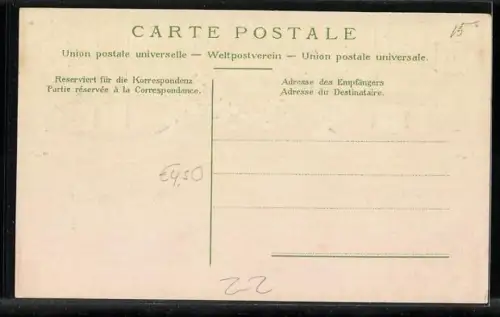 CARTE POSTALE
15
Union postale universelle — Weltpostverein — Union postale universale.
Reserviert für die Korrespondenz
Partie réservée à la Correspondance.
Adresse des Empfängers
Adresse du Destinataire.
€4,50
22